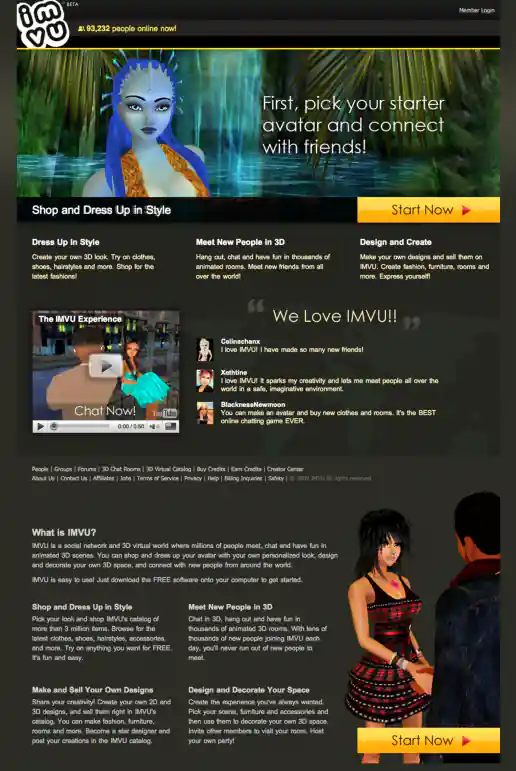 imvu
BETA
Member Login
93,232 people online now!
First, pick your starter
avatar and connect
with friends!
Shop and Dress Up in Style
Start Now
Dress Up in Style
Create your own 3D look. Try on clothes,
shoes, hairstyles and more. Shop for the
latest fashions!
Meet New People in 3D
Hang out, chat and have fun in thousands of
animated rooms. Meet new friends from all
over the world!
Design and Create
Make your own designs and sell them on
IMVU. Create fashion, furniture, rooms and
more. Express yourself!
The IMVU Experience
Chat Now!
YouTube
0:00 / 0:50
“ We Love IMVU!! ”
Celinachanx
I love IMVU! I have made so many new friends!
Xethtine
I love IMVU! It sparks my creativity and lets me meet people all over the
world in a safe, imaginative environment.
BlacknessNewmoon
You can make an avatar and buy new clothes and rooms. It's the BEST
online chatting game EVER.
People | Groups | Forums | 3D Chat Rooms | 3D Virtual Catalog | Buy Credits | Earn Credits | Creator Center
About Us | Contact Us | Affiliates | Jobs | Terms of Service | Privacy | Help | Billing Inquiries | Safety | IMVU All rights reserved
What is IMVU?
IMVU is a social network and 3D virtual world where millions of people meet, chat and have fun in
animated 3D scenes. You can shop and dress up your avatar with your own personalized look, design
and decorate your own 3D space, and connect with new people from around the world.
IMVU is easy to use! Just download the FREE software onto your computer to get started.
Shop and Dress Up in Style
Pick your look and shop IMVU's catalog of
more than 3 million items. Browse for the
latest clothes, shoes, hairstyles, accessories,
and more. Try on anything you want for FREE.
It's fun and easy.
Meet New People in 3D
Chat in 3D, hang out and have fun in
thousands of animated 3D rooms. With tens of
thousands of new people joining IMVU each
day, you'll never run out of new people to
meet.
Make and Sell Your Own Designs
Share your creativity! Create your own 2D and
3D designs, and sell them right in IMVU's
catalog. You can make fashion, furniture,
rooms and more. Become a star designer and
post your creations in the IMVU catalog.
Design and Decorate Your Space
Create the experience you've always wanted.
Pick your scene, furniture and accessories and
then use them to decorate your own 3D space.
Invite other members to visit your room. Host
your own party!
Start Now